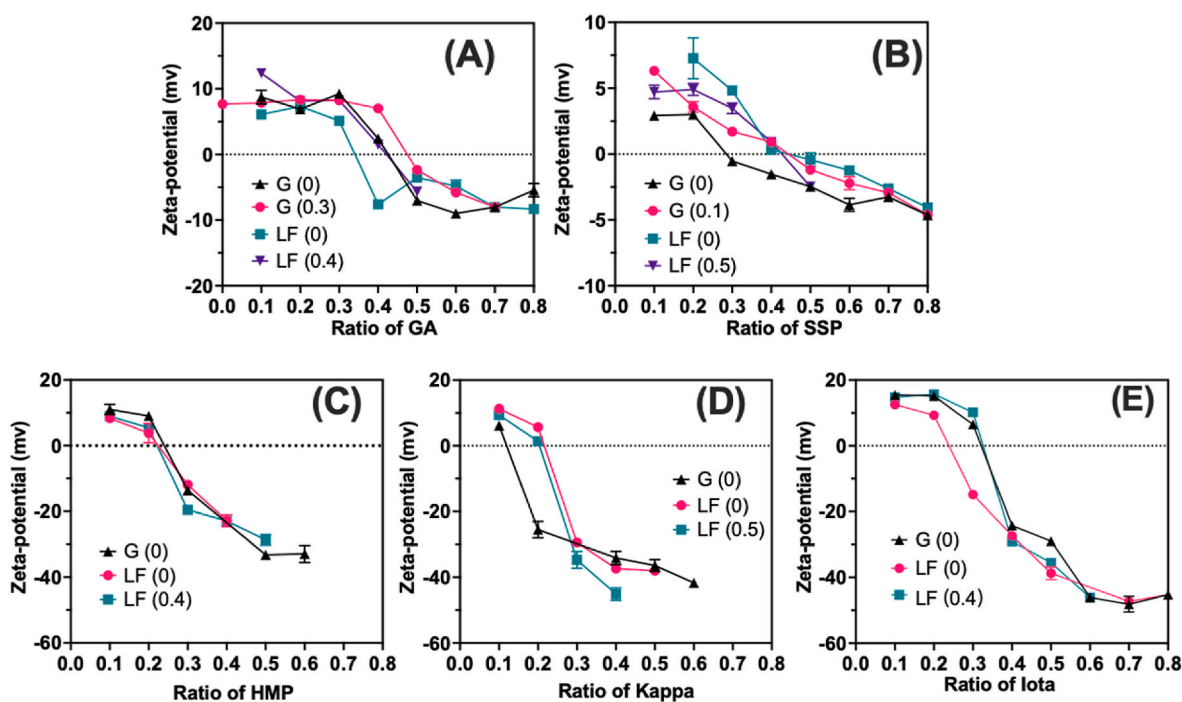 (A)
Zeta-potential (mv)
20
10
0
-10
-20
G (0)
G (0.3)
LF (0)
LF (0.4)
0.0 0.1 0.2 0.3 0.4 0.5 0.6 0.7 0.8
Ratio of GA
(B)
Zeta-potential (mv)
10
5
0
-5
-10
G (0)
G (0.1)
LF (0)
LF (0.5)
0.0 0.1 0.2 0.3 0.4 0.5 0.6 0.7 0.8
Ratio of SSP
(C)
Zeta-potential (mv)
20
0
-20
-40
-60
G (0)
LF (0)
LF (0.4)
0.0 0.1 0.2 0.3 0.4 0.5 0.6 0.7 0.8
Ratio of HMP
(D)
Zeta-potential (mv)
20
0
-20
-40
-60
G (0)
LF (0)
LF (0.5)
0.0 0.1 0.2 0.3 0.4 0.5 0.6 0.7 0.8
Ratio of Kappa
(E)
Zeta-potential (mv)
20
0
-20
-40
-60
G (0)
LF (0)
LF (0.4)
0.0 0.1 0.2 0.3 0.4 0.5 0.6 0.7 0.8
Ratio of Iota